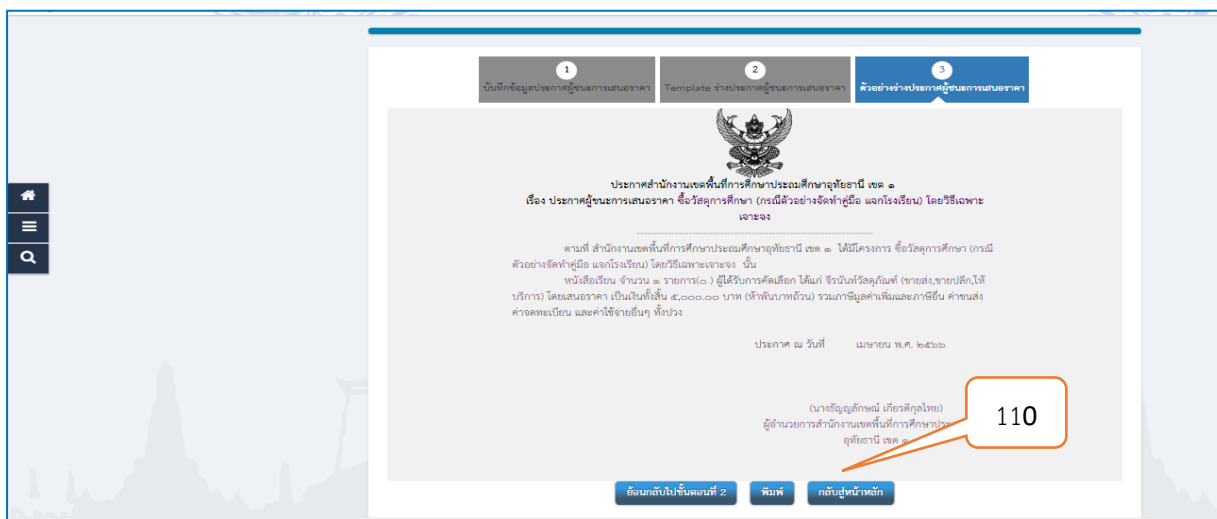 1
บันทึกข้อมูลประกาศผู้ชนะการเสนอราคา
2
Template ร่างประกาศผู้ชนะการเสนอราคา
3
ตัวอย่างร่างประกาศผู้ชนะการเสนอราคา
ประกาศสำนักงานเขตพื้นที่การศึกษาประถมศึกษาอุทัยธานี เขต ๑
เรื่อง ประกาศผู้ชนะการเสนอราคา ซื้อวัสดุการศึกษา (กรณีตัวอย่างจัดทำคู่มือ แจกโรงเรียน) โดยวิธีเฉพาะ
เจาะจง
ตามที่ สำนักงานเขตพื้นที่การศึกษาประถมศึกษาอุทัยธานี เขต ๑ ได้มีโครงการ ซื้อวัสดุการศึกษา (กรณี
ตัวอย่างจัดทำคู่มือ แจกโรงเรียน) โดยวิธีเฉพาะเจาะจง นั้น
หนังสือเรียน จำนวน ๑ รายการ(๐ ) ผู้ได้รับการคัดเลือก ได้แก่ จีรนันท์วัสดุภัณฑ์ (ขายส่ง,ขายปลีก,ให้
บริการ) โดยเสนอราคา เป็นเงินทั้งสิ้น ๕,๐๐๐.๐๐ บาท (ห้าพันบาทถ้วน) รวมภาษีมูลค่าเพิ่มและภาษีอื่น ค่าขนส่ง
ค่าจดทะเบียน และค่าใช้จ่ายอื่นๆ ทั้งปวง
ประกาศ ณ วันที่ เมษายน พ.ศ. ๒๕๖๖
(นางธัญญลักษณ์ เกียรติกุลไทย)
ผู้อำนวยการสำนักงานเขตพื้นที่การศึกษาประ
อุทัยธานี เขต ๑
110
ย้อนกลับไปขั้นตอนที่ 2
พิมพ์
กลับสู่หน้าหลัก